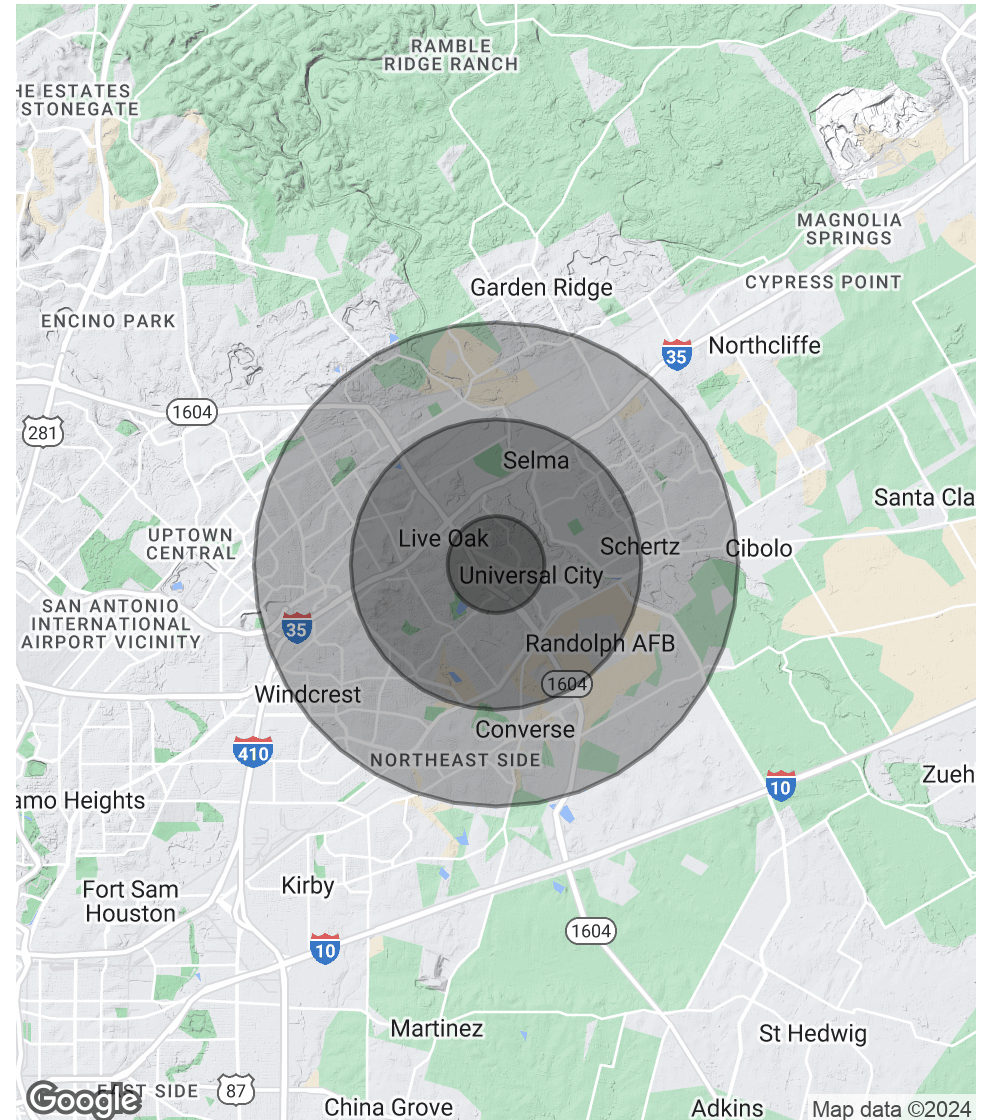 RAMBLE
RIDGE RANCH
HE ESTATES
STONEGATE
MAGNOLIA
SPRINGS
CYPRESS POINT
Garden Ridge
ENCINO PARK
35
Northcliffe
1604
281
Selma
Santa Cla
UPTOWN
CENTRAL
Live Oak
Schertz
Cibolo
Universal City
SAN ANTONIO
INTERNATIONAL
AIRPORT VICINITY
35
Randolph AFB
1604
Windcrest
Converse
410
NORTHEAST SIDE
Zueh
10
amo Heights
Fort Sam
Houston
Kirby
1604
10
Martinez
St Hedwig
EAST SIDE
87
Google
China Grove
Adkins
Map data ©2024